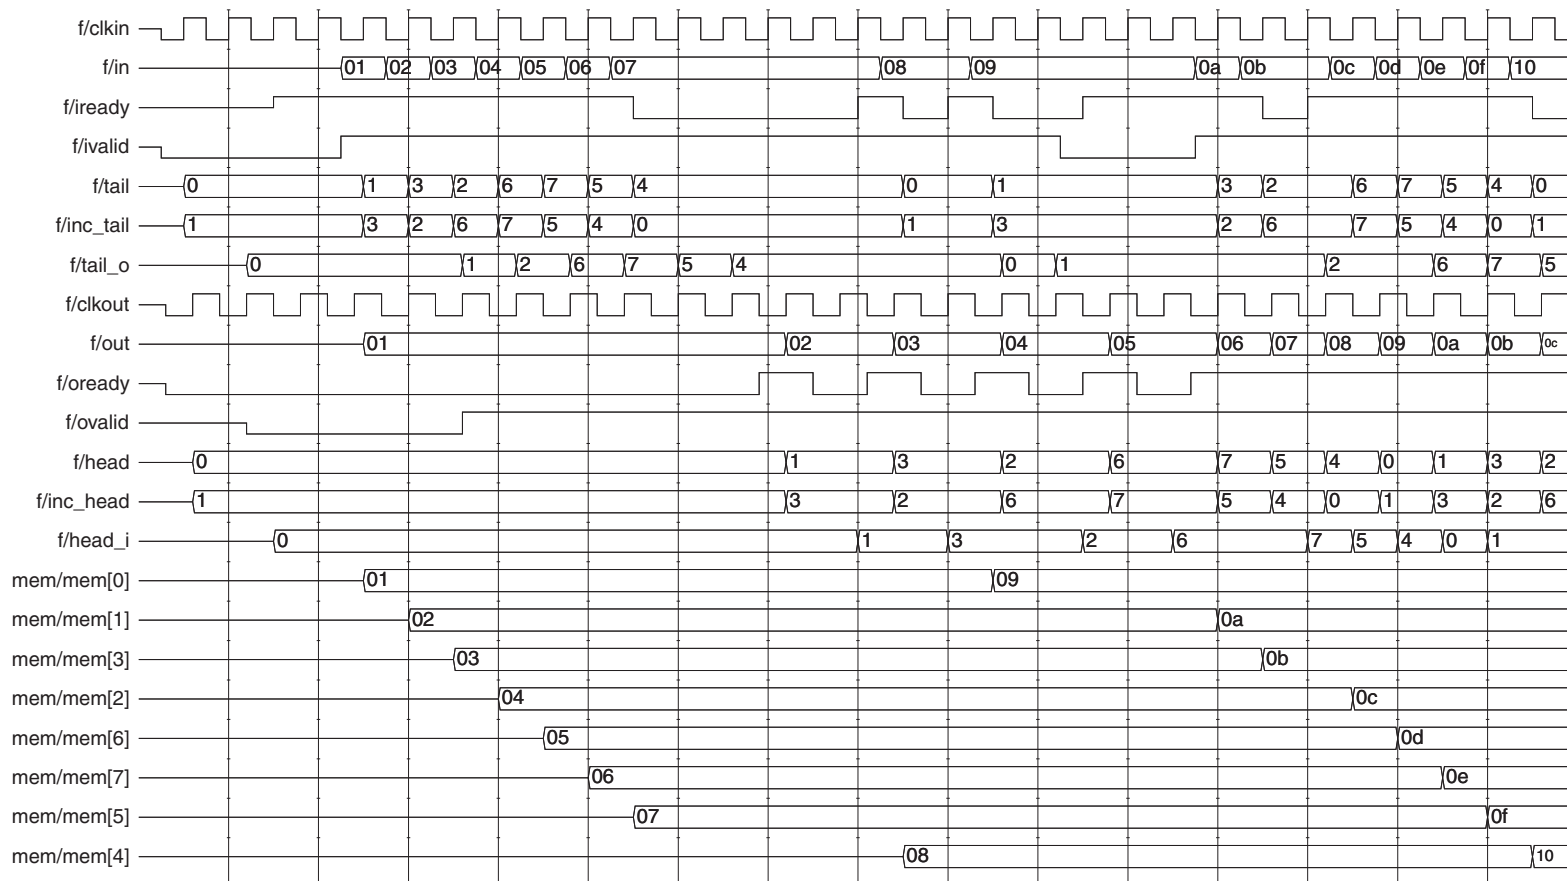 f/clkin
f/in 01 02 03 04 05 06 07 08 09 0a 0b 0c 0d 0e 0f 10
f/iready
f/ivalid
f/tail 0 1 3 2 6 7 5 4 0 1 3 2 6 7 5 4 0
f/inc_tail 1 3 2 6 7 5 4 0 1 3 2 6 7 5 4 0 1
f/tail_o 0 1 2 6 7 5 4 0 1 2 6 7 5
f/clkout
f/out 01 02 03 04 05 06 07 08 09 0a 0b 0c
f/oready
f/ovalid
f/head 0 1 3 2 6 7 5 4 0 1 3 2
f/inc_head 1 3 2 6 7 5 4 0 1 3 2 6
f/head_i 0 1 3 2 6 7 5 4 0 1
mem/mem[0] 01 09
mem/mem[1] 02 0a
mem/mem[3] 03 0b
mem/mem[2] 04 0c
mem/mem[6] 05 0d
mem/mem[7] 06 0e
mem/mem[5] 07 0f
mem/mem[4] 08 10